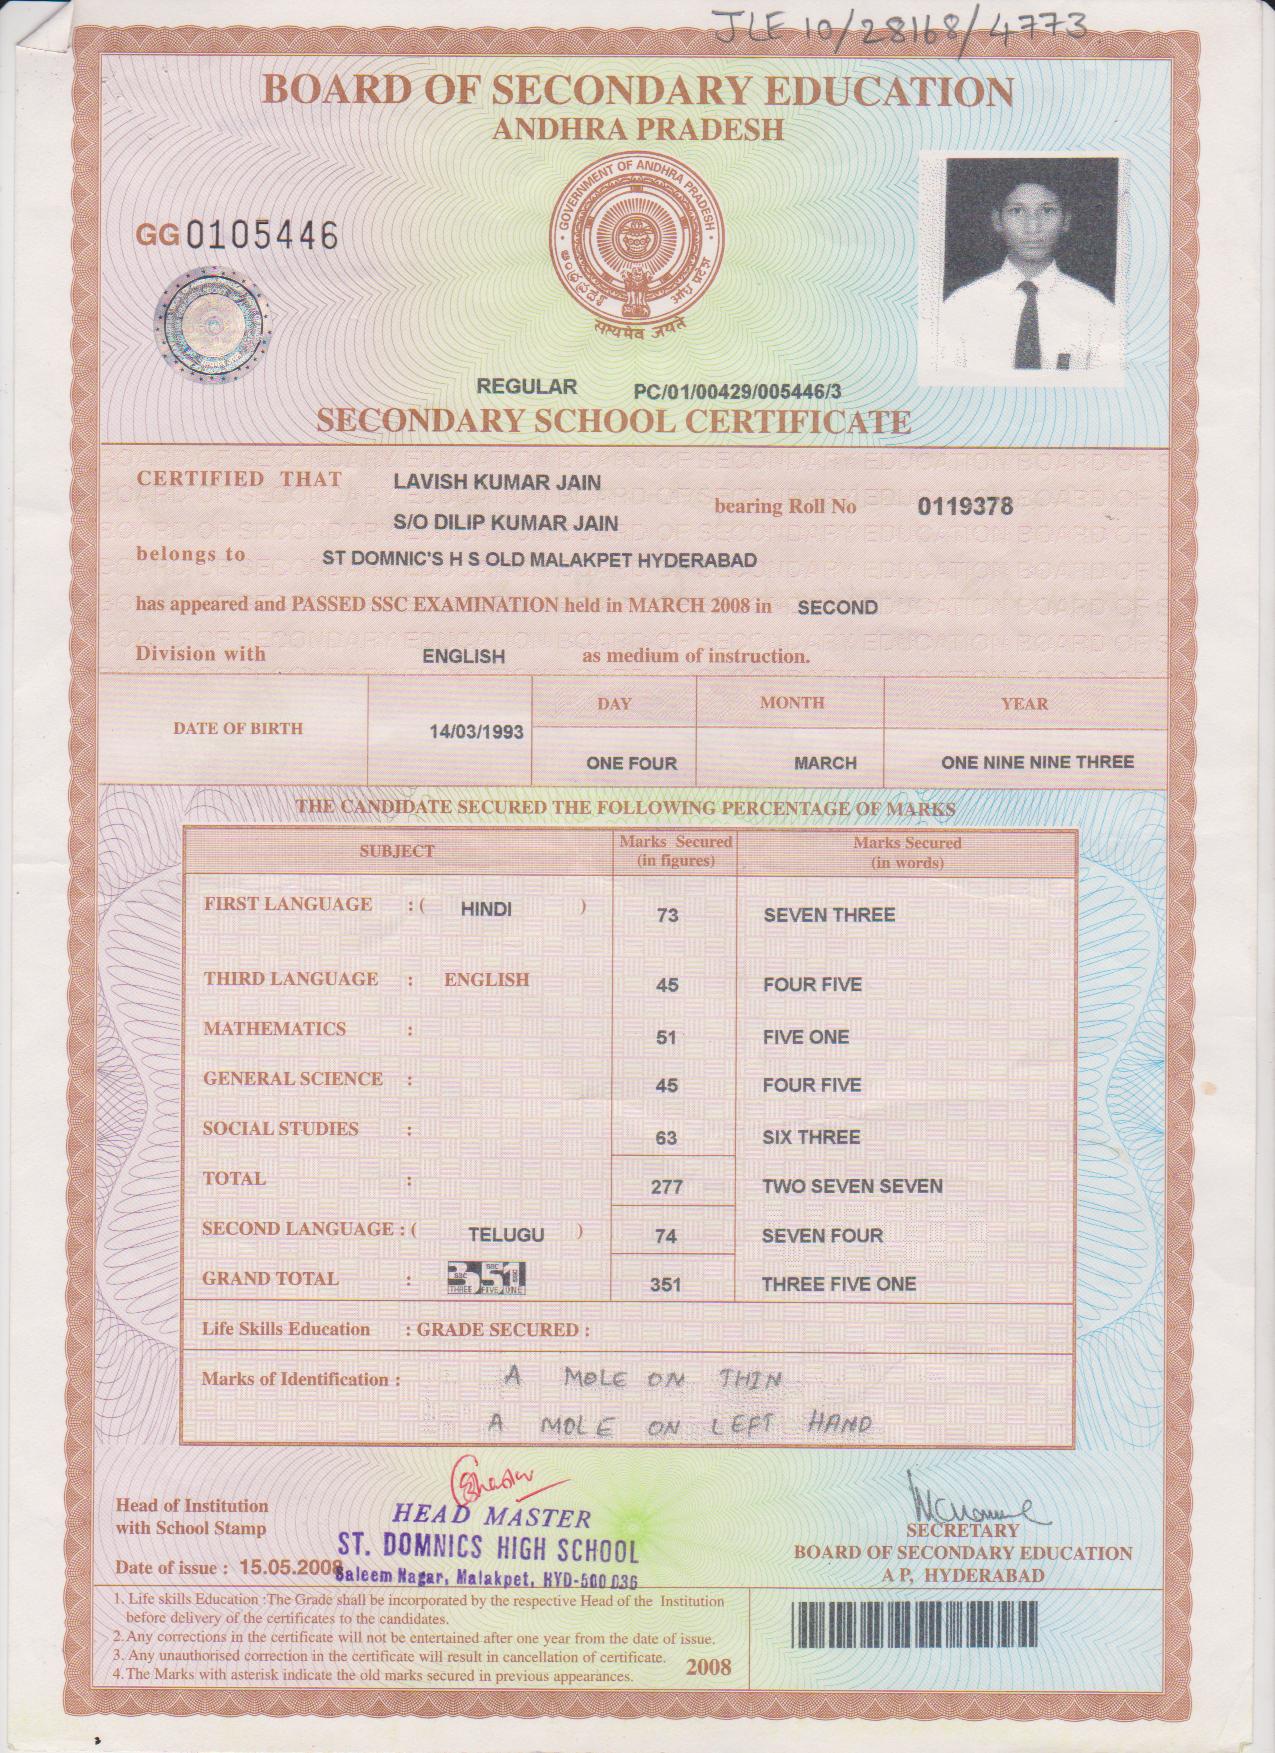 JLE 10/28168/4773
BOARD OF SECONDARY EDUCATION
ANDHRA PRADESH
GOVERNMENT OF ANDHRA PRADESH
ఆంధ్రప్రదేశ్ आंध्र प्रदेश
सत्यमेव जयते
GG 0105446
REGULAR PC/01/00429/005446/3
SECONDARY SCHOOL CERTIFICATE
CERTIFIED THAT LAVISH KUMAR JAIN
bearing Roll No 0119378
S/O DILIP KUMAR JAIN
belongs to ST DOMNIC'S H S OLD MALAKPET HYDERABAD
has appeared and PASSED SSC EXAMINATION held in MARCH 2008 in SECOND
Division with ENGLISH as medium of instruction.
DATE OF BIRTH 14/03/1993 DAY MONTH YEAR
ONE FOUR MARCH ONE NINE NINE THREE
THE CANDIDATE SECURED THE FOLLOWING PERCENTAGE OF MARKS
SUBJECT Marks Secured (in figures) Marks Secured (in words)
FIRST LANGUAGE : ( HINDI ) 73 SEVEN THREE
THIRD LANGUAGE : ENGLISH 45 FOUR FIVE
MATHEMATICS : 51 FIVE ONE
GENERAL SCIENCE : 45 FOUR FIVE
SOCIAL STUDIES : 63 SIX THREE
TOTAL : 277 TWO SEVEN SEVEN
SECOND LANGUAGE : ( TELUGU ) 74 SEVEN FOUR
GRAND TOTAL : 351 351 THREE FIVE ONE
THREE FIVE ONE
Life Skills Education : GRADE SECURED :
Marks of Identification : A MOLE ON THIN
A MOLE ON LEFT HAND
Head of Institution
with School Stamp
HEAD MASTER
ST. DOMNICS HIGH SCHOOL
Saleem Nagar, Malakpet, HYD-500 036
Date of issue : 15.05.2008
SECRETARY
BOARD OF SECONDARY EDUCATION
A P, HYDERABAD
1. Life skills Education :The Grade shall be incorporated by the respective Head of the Institution
before delivery of the certificates to the candidates.
2. Any corrections in the certificate will not be entertained after one year from the date of issue.
3. Any unauthorised correction in the certificate will result in cancellation of certificate.
4. The Marks with asterisk indicate the old marks secured in previous appearances.
2008